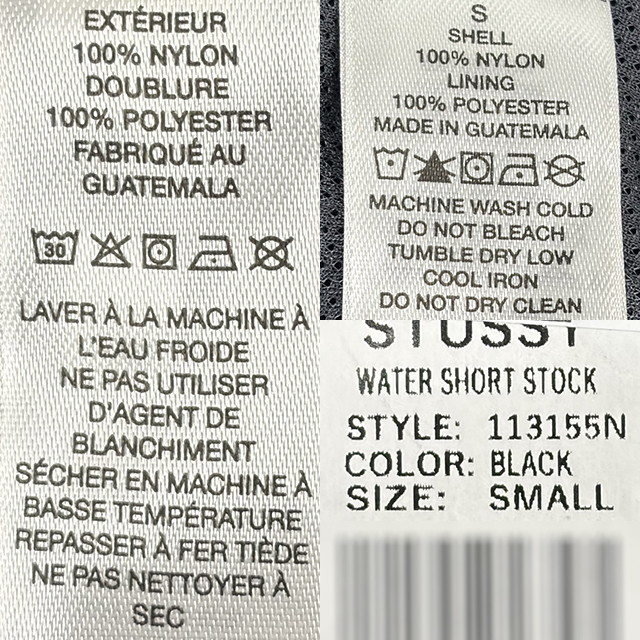 EXTÉRIEUR
100% NYLON
DOUBLURE
100% POLYESTER
FABRIQUÉ AU
GUATEMALA
30
LAVER À LA MACHINE À
L'EAU FROIDE
NE PAS UTILISER
D'AGENT DE
BLANCHIMENT
SÉCHER EN MACHINE À
BASSE TEMPÉRATURE
REPASSER À FER TIÈDE
NE PAS NETTOYER À
SEC
S
SHELL
100% NYLON
LINING
100% POLYESTER
MADE IN GUATEMALA
MACHINE WASH COLD
DO NOT BLEACH
TUMBLE DRY LOW
COOL IRON
DO NOT DRY CLEAN
STUSSY
WATER SHORT STOCK
STYLE: 113155N
COLOR: BLACK
SIZE: SMALL